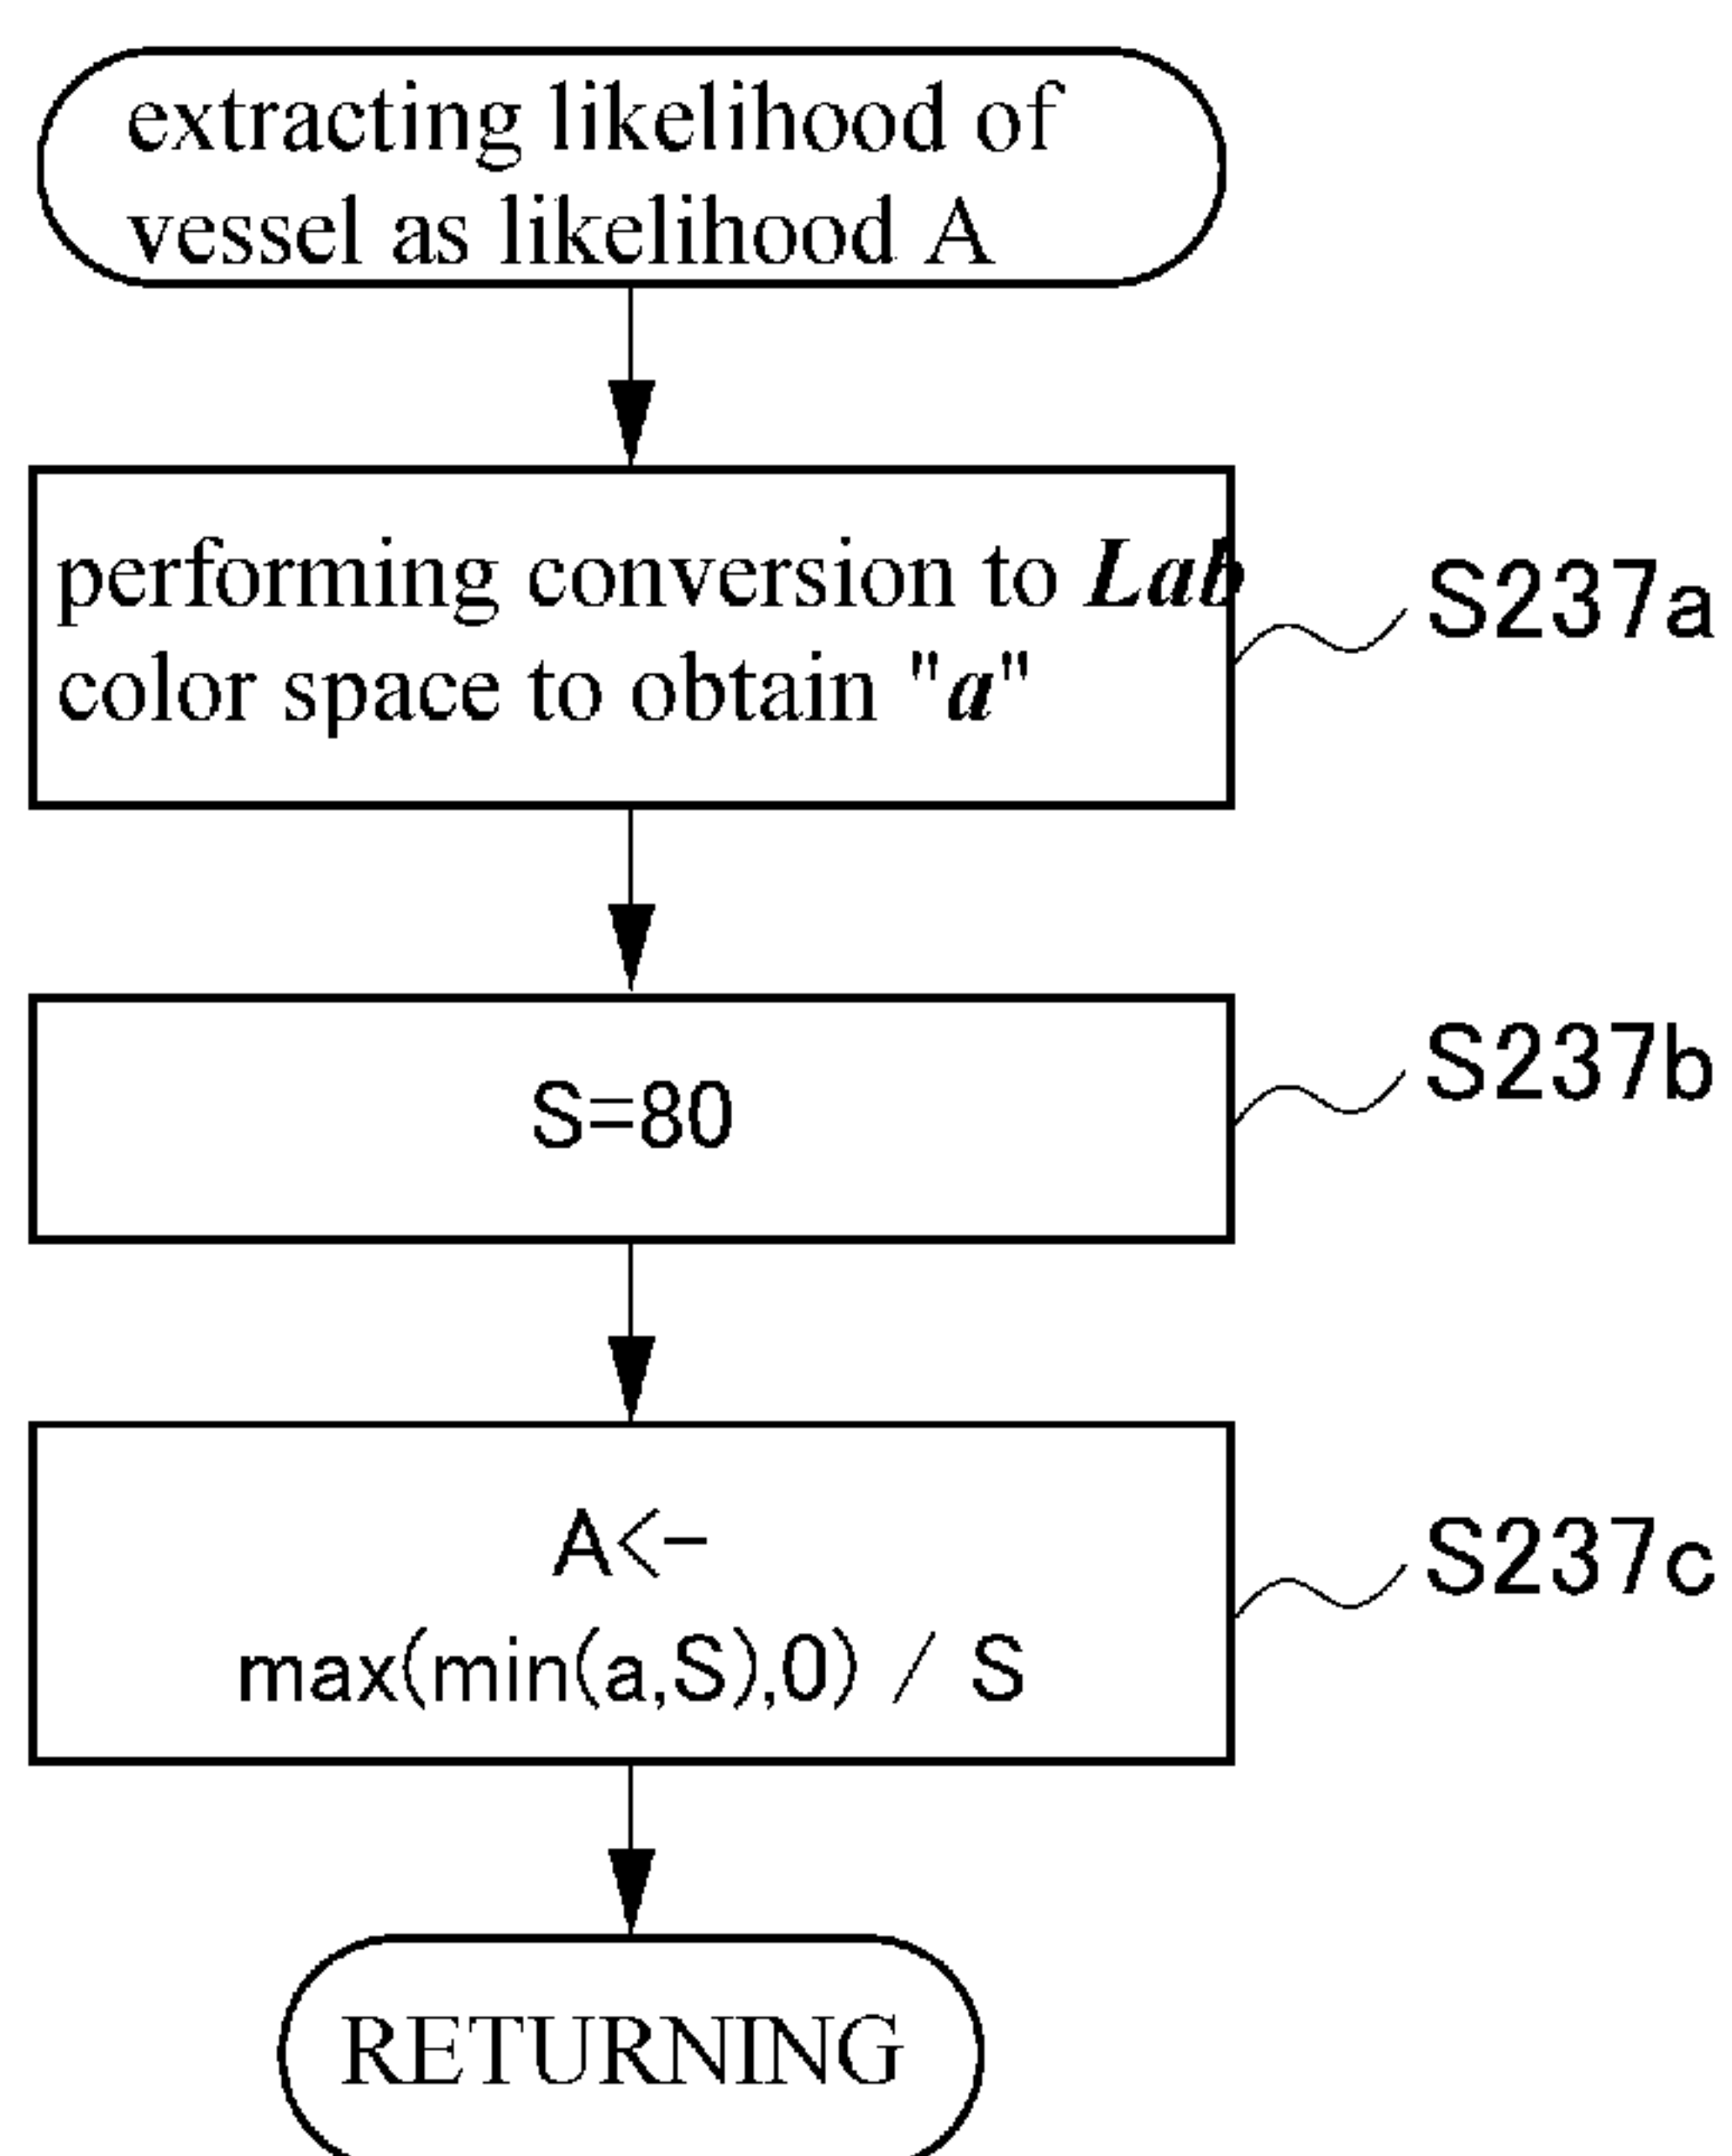 extracting likelihood of
vessel as likelihood A
performing conversion to Lab
color space to obtain "a"
S237a
S=80
S237b
A<-
max(min(a,S),0) / S
S237c
RETURNING